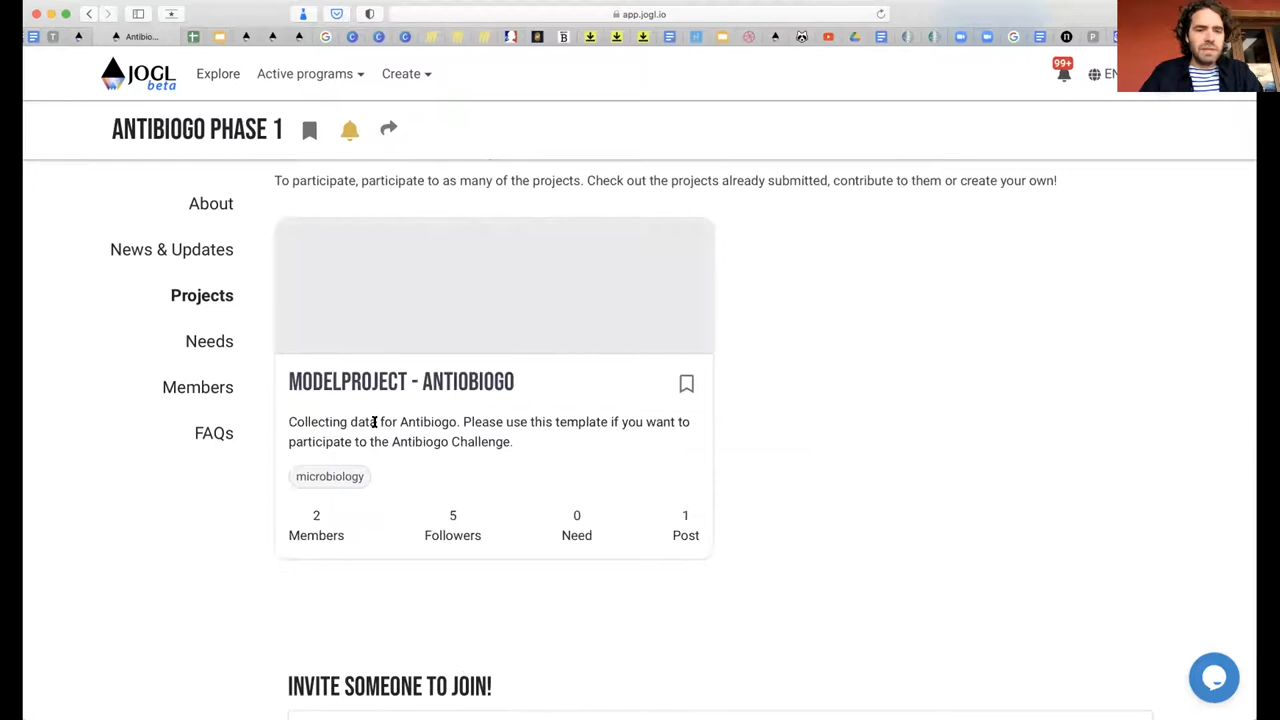 app.jogl.io
Antibio...
JOGL
beta
Explore
Active programs
Create
99+
EN
ANTIBIOGO PHASE 1
To participate, participate to as many of the projects. Check out the projects already submitted, contribute to them or create your own!
About
News & Updates
Projects
Needs
Members
FAQs
MODELPROJECT - ANTIOBIOGO
Collecting data for Antibiogo. Please use this template if you want to
participate to the Antibiogo Challenge.
microbiology
2 5 0 1
Members Followers Need Post
INVITE SOMEONE TO JOIN!